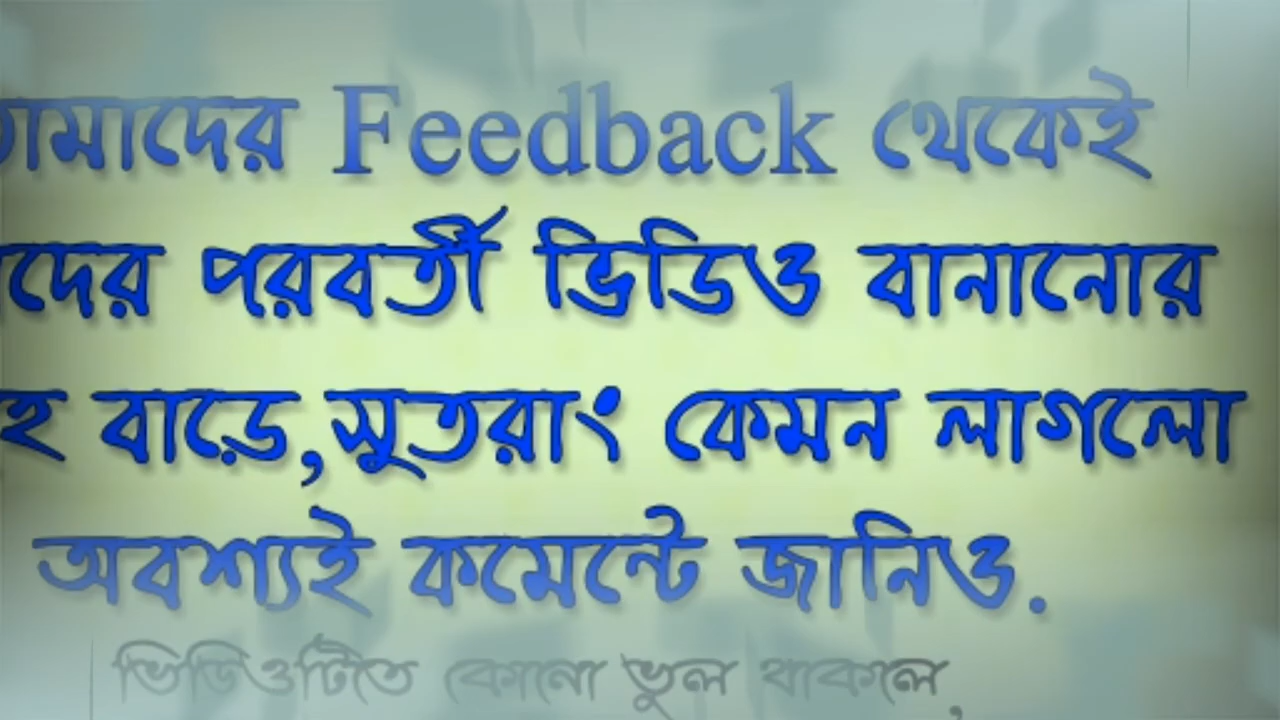 তোমাদের Feedback থেকেই
পরবর্তী ভিডিও বানানোর
বাড়ে,সুতরাং কেমন লাগলো
অবশ্যই কমেন্টে জানিও.
ভিডিওটিতে কোনো ভুল থাকলে,